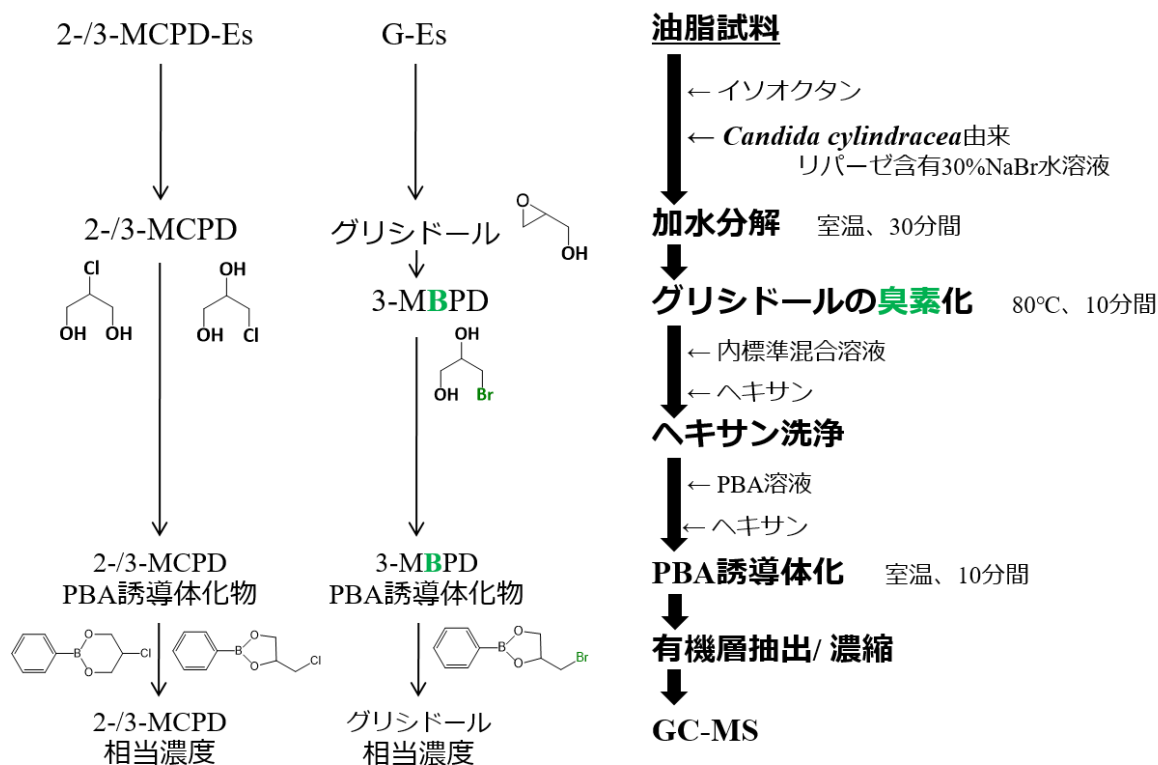 2-/3-MCPD-Es
G-Es
油脂試料
← イソオクタン
← Candida cylindracea由来
リパーゼ含有30%NaBr水溶液
2-/3-MCPD
グリシドール
O
OH
加水分解 室温、30分間
Cl
OH OH
OH
OH Cl
3-MBPD
OH
OH Br
グリシドールの臭素化 80℃、10分間
← 内標準混合溶液
← ヘキサン
ヘキサン洗浄
← PBA溶液
← ヘキサン
2-/3-MCPD
PBA誘導体化物
3-MBPD
PBA誘導体化物
PBA誘導体化 室温、10分間
O
B Cl
O
O
B
O Cl
O
B Br
O
有機層抽出/ 濃縮
2-/3-MCPD
相当濃度
グリシドール
相当濃度
GC-MS